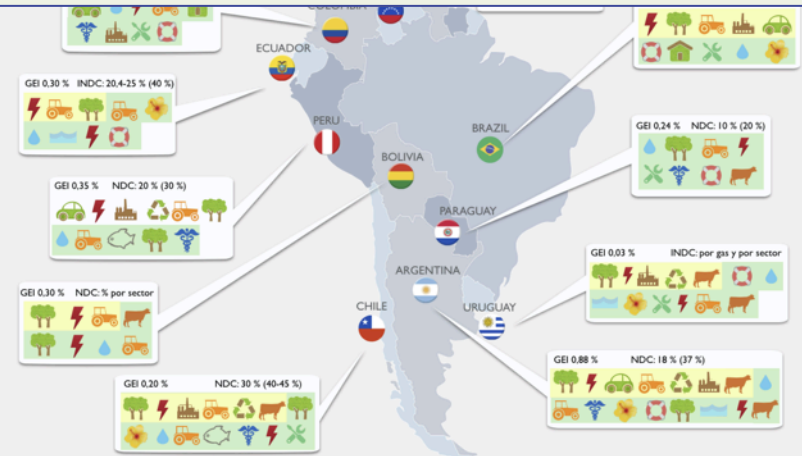 ECUADOR
GEI 0,30 % INDC: 20,4-25 % (40 %)
PERU
BRAZIL
GEI 0,24 % NDC: 10 % (20 %)
BOLIVIA
GEI 0,35 % NDC: 20 % (30 %)
PARAGUAY
GEI 0,03 % INDC: por gas y por sector
ARGENTINA
GEI 0,30 % NDC: % por sector
CHILE
URUGUAY
GEI 0,88 % NDC: 18 % (37 %)
GEI 0,20 % NDC: 30 % (40-45 %)